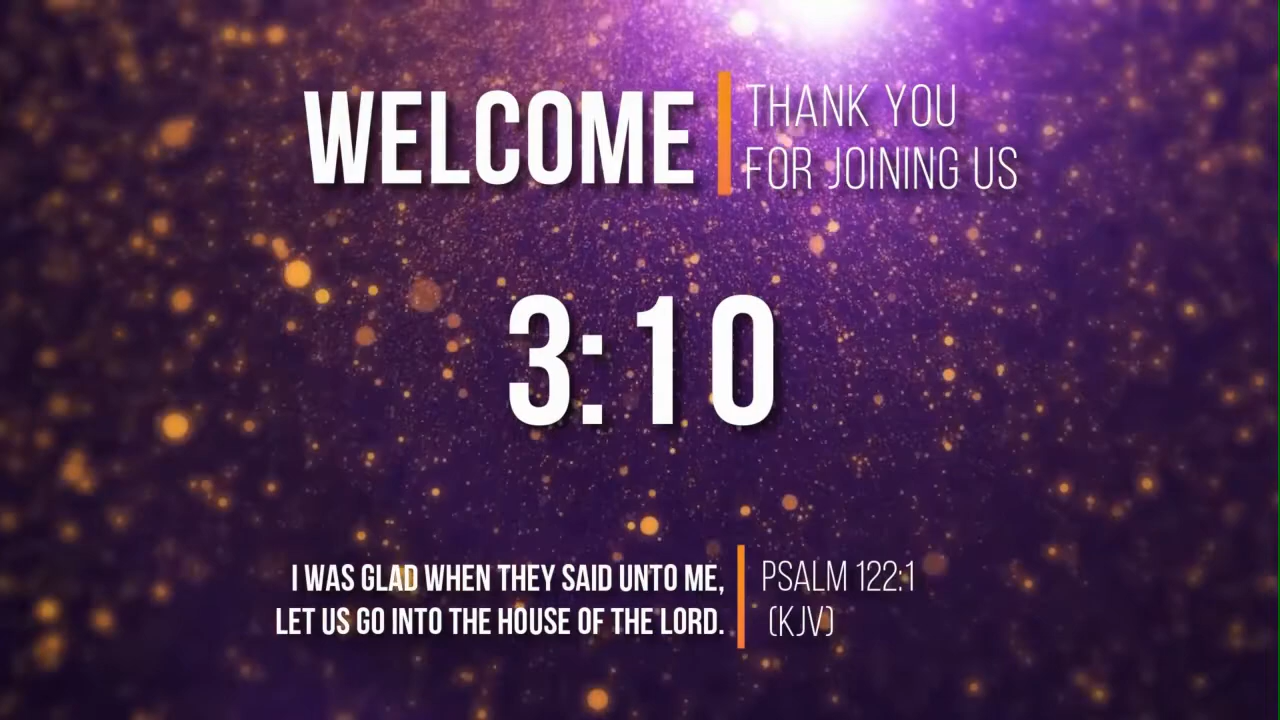 WELCOME
THANK YOU
FOR JOINING US
3:10
I WAS GLAD WHEN THEY SAID UNTO ME,
LET US GO INTO THE HOUSE OF THE LORD.
PSALM 122:1
(KJV)